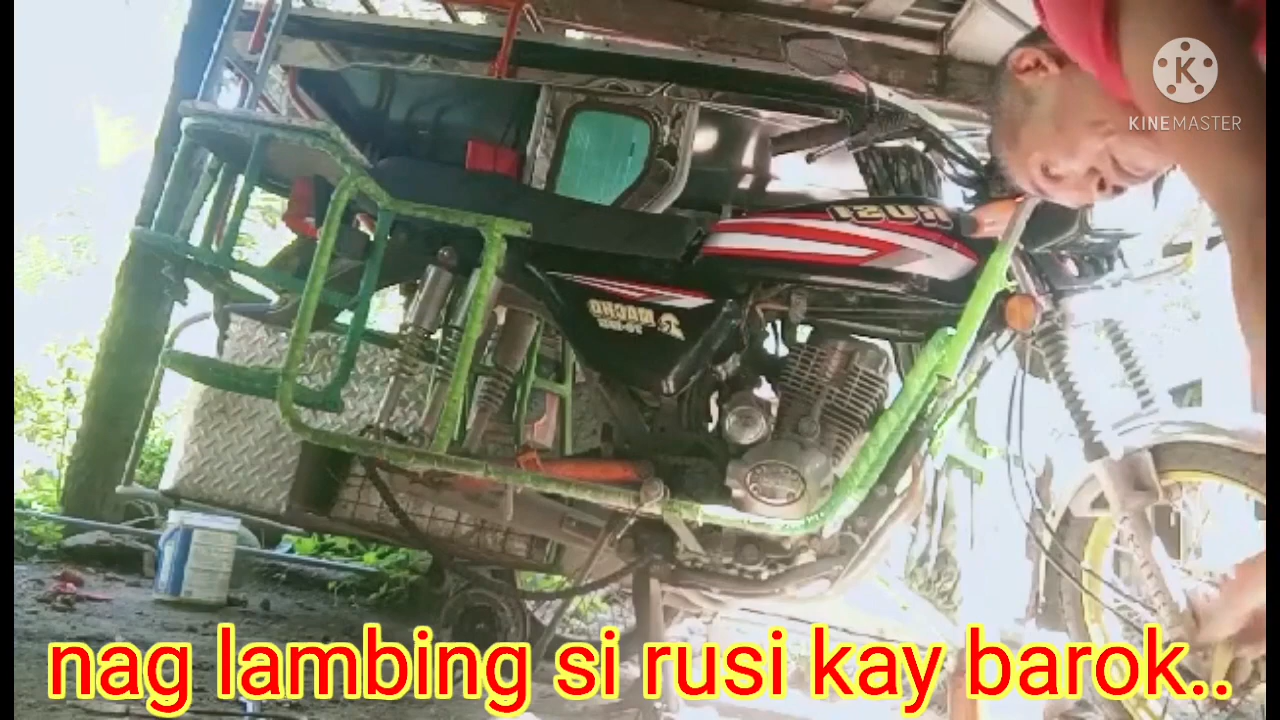 K
KINEMASTER
RUSI
MACHO
nag lambing si rusi kay barok..